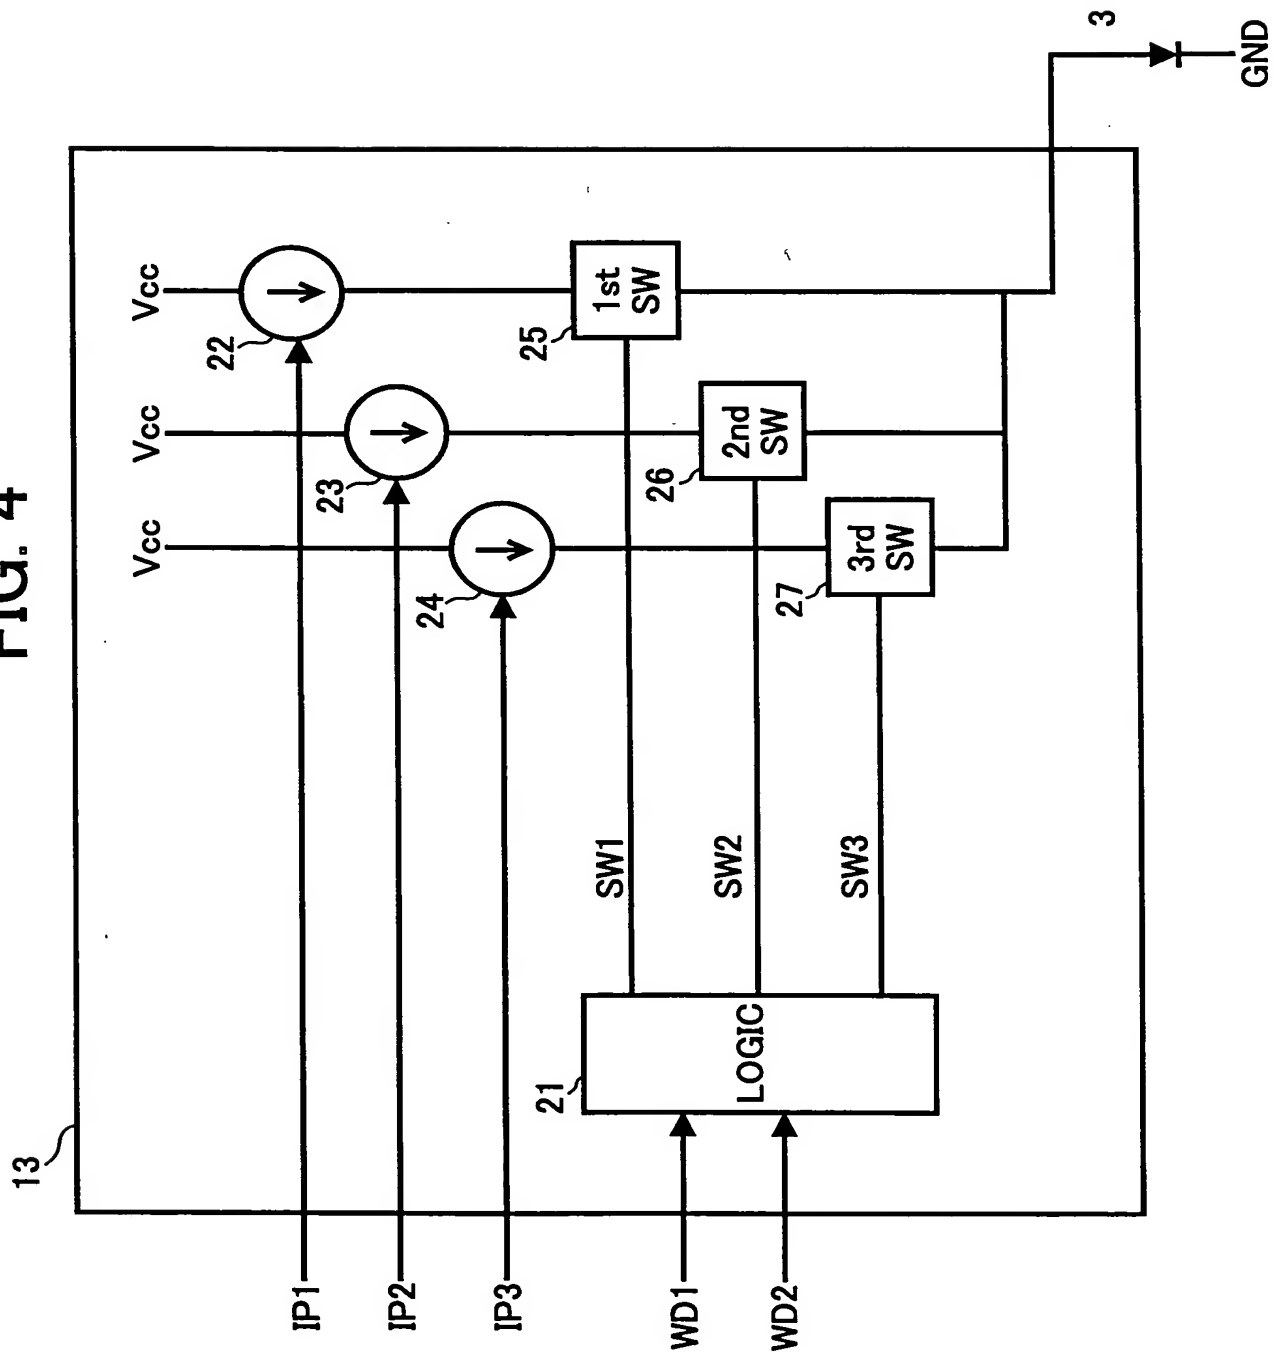 FIG. 4
13
Vcc
Vcc
Vcc
22
23
24
25
1st
SW
26
2nd
SW
27
3rd
SW
IP1
IP2
IP3
SW1
SW2
SW3
21
LOGIC
WD1
WD2
3
GND